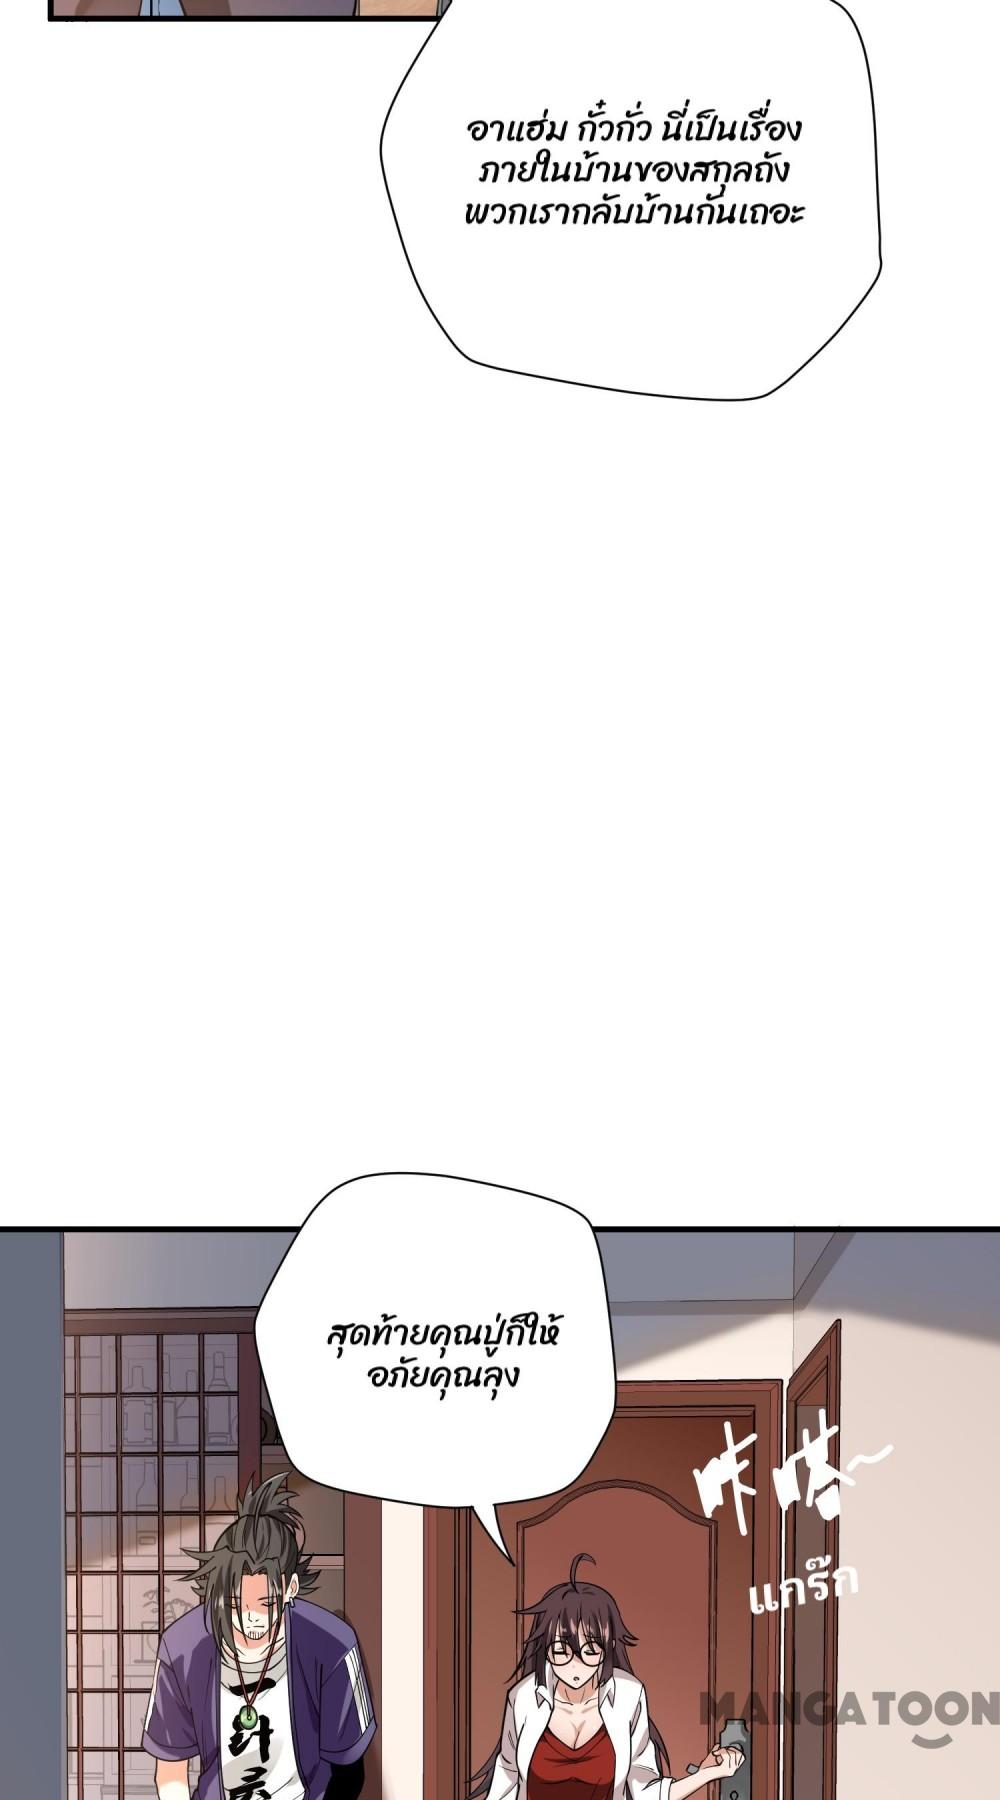 อาแฮ่ม กั๋วกั่ว นี่เป็นเรื่อง
ภายในบ้านของสกุลถัง
พวกเรากลับบ้านกันเถอะ
สุดท้ายคุณปู่ก็ให้
อภัยคุณลุง
咔嗒~
แกร๊ก
MANGATOON